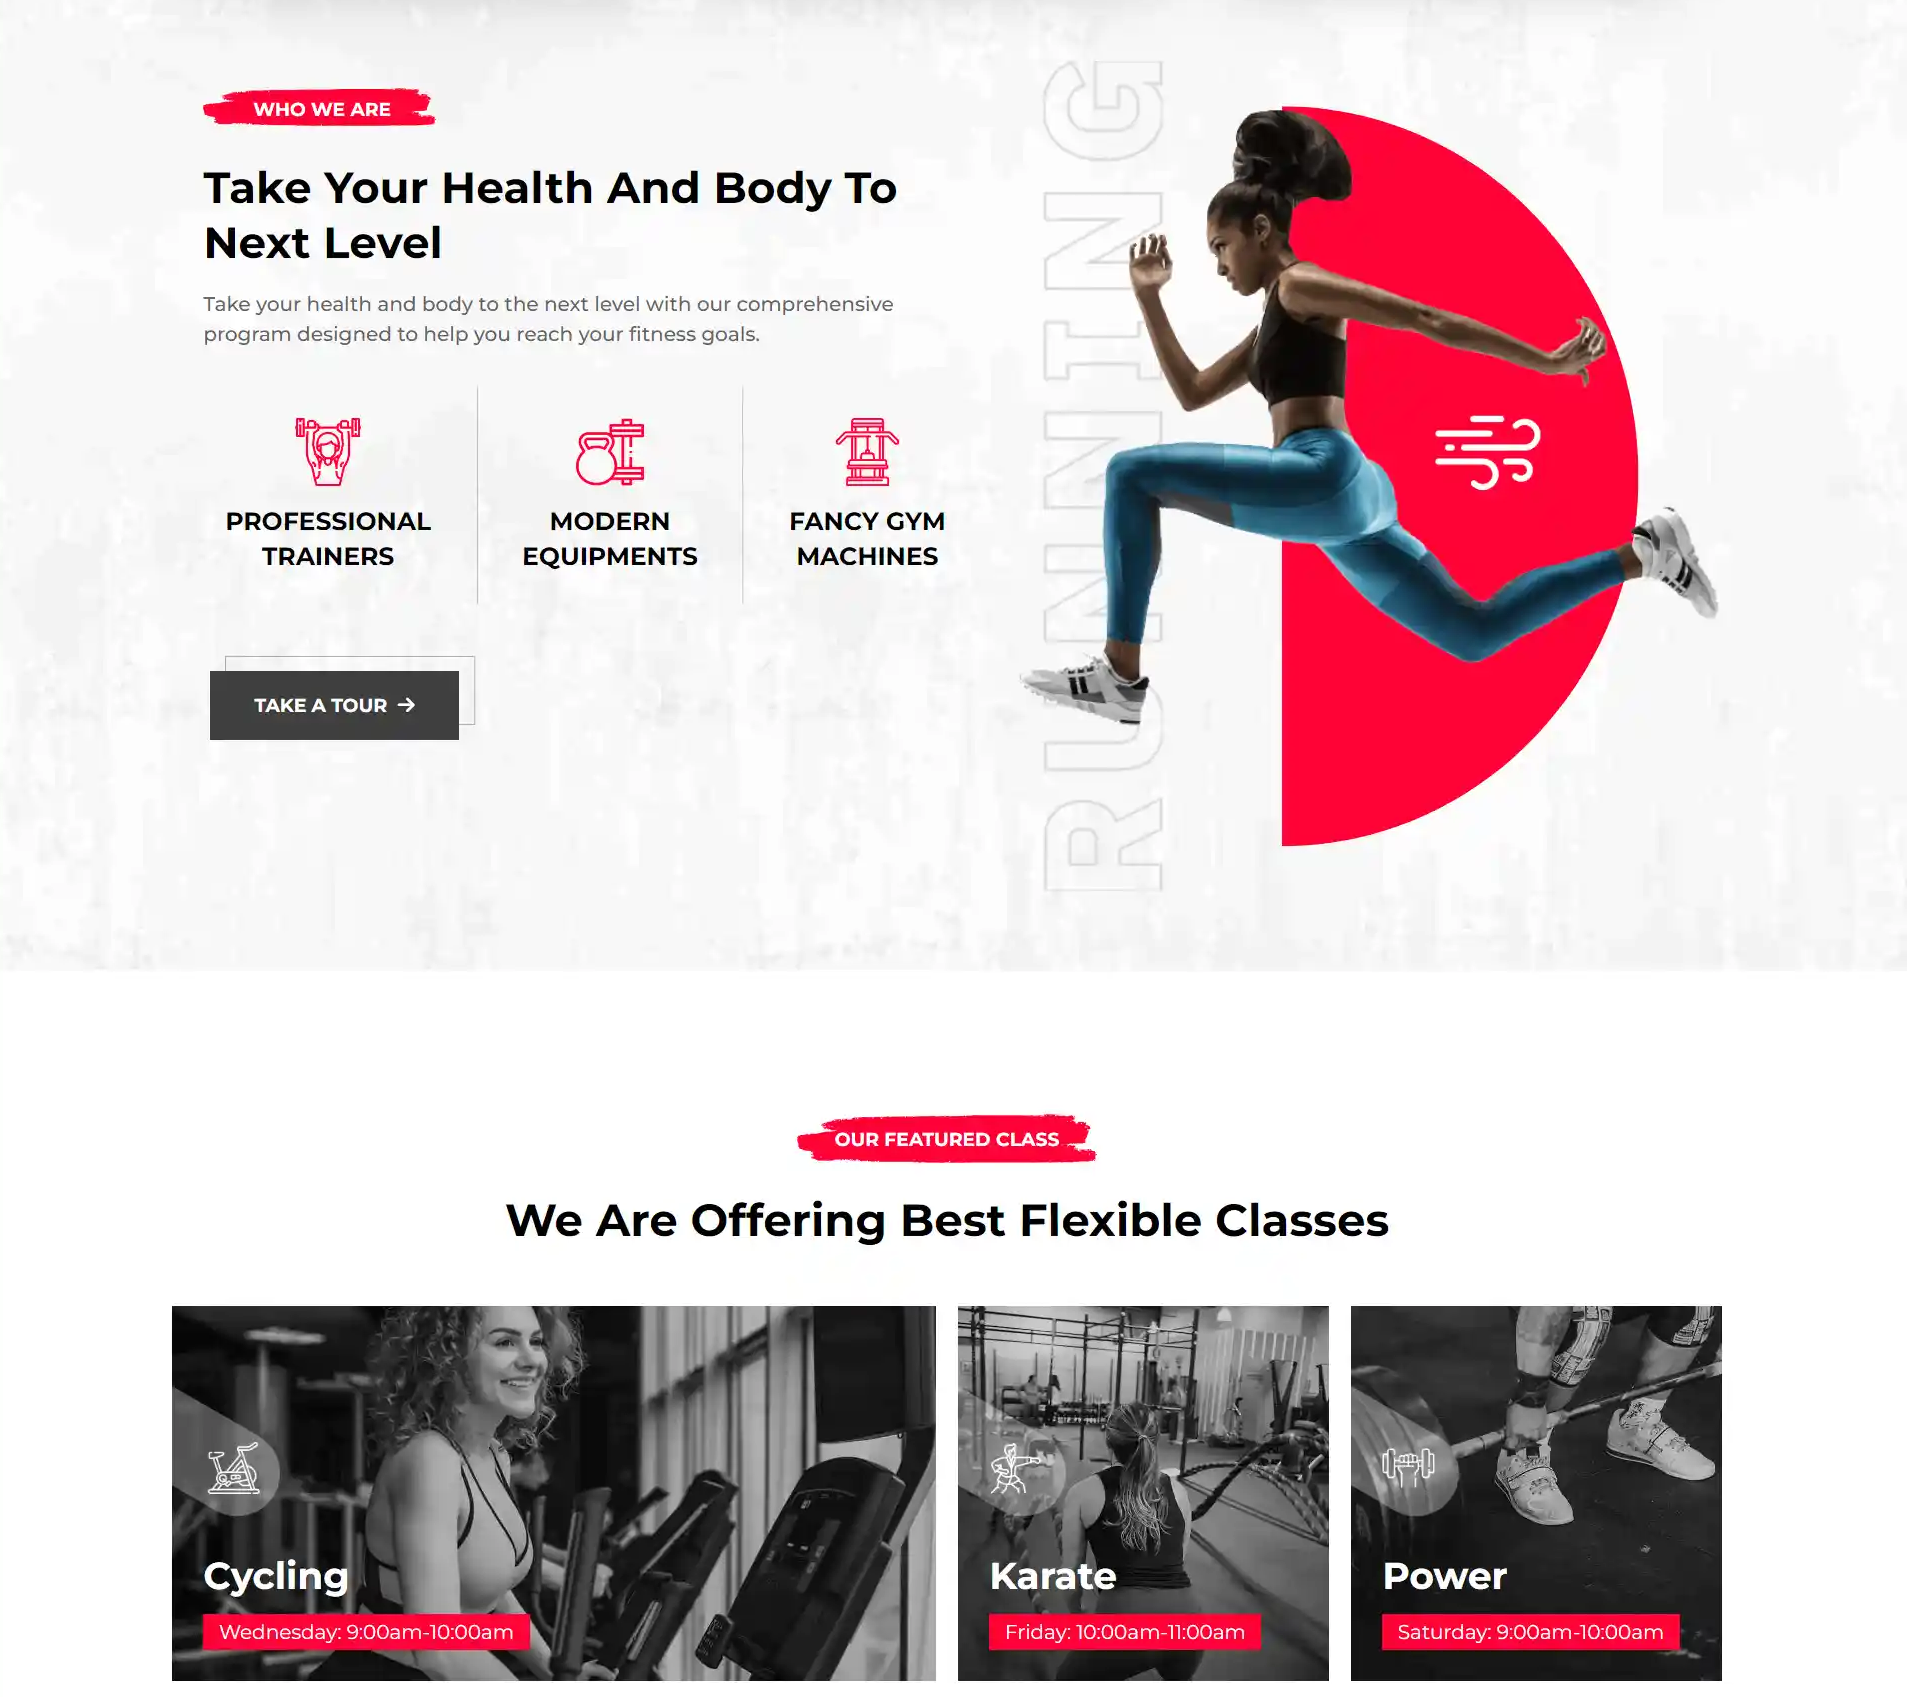 WHO WE ARE
Take Your Health And Body To
Next Level
Take your health and body to the next level with our comprehensive
program designed to help you reach your fitness goals.
PROFESSIONAL
TRAINERS
MODERN
EQUIPMENTS
FANCY GYM
MACHINES
TAKE A TOUR
RUNNING
OUR FEATURED CLASS
We Are Offering Best Flexible Classes
Cycling
Wednesday: 9:00am-10:00am
Karate
Friday: 10:00am-11:00am
Power
Saturday: 9:00am-10:00am